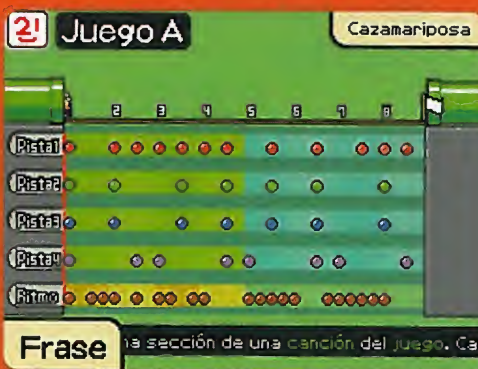 2! Juego A
Cazamariposa
2 3 4 5 6 7 8
Pista1
Pista2
Pista3
Pista4
Ritmo
Frase
na sección de una canción del juego. Ca